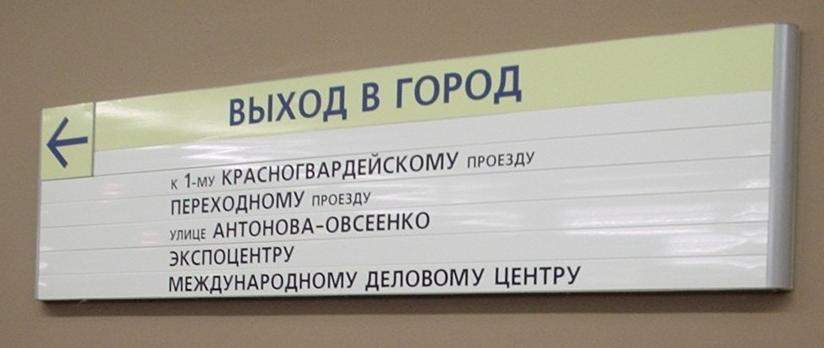 ВЫХОД В ГОРОД
к 1-му КРАСНОГВАРДЕЙСКОМУ ПРОЕЗДУ
ПЕРЕХОДНОМУ ПРОЕЗДУ
УЛИЦЕ АНТОНОВА-ОВСЕЕНКО
ЭКСПОЦЕНТРУ
МЕЖДУНАРОДНОМУ ДЕЛОВОМУ ЦЕНТРУ